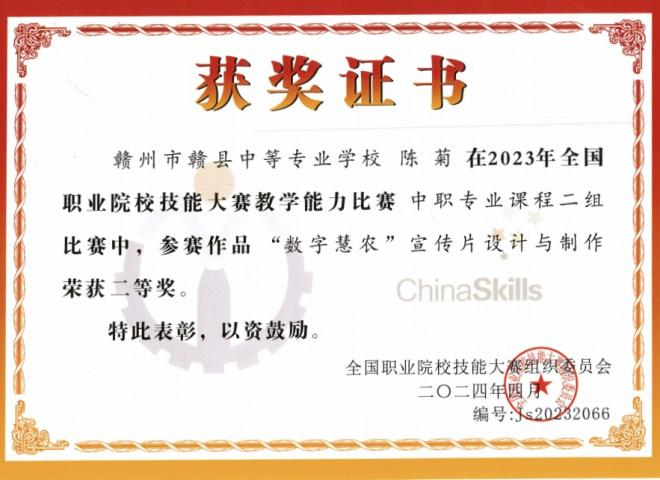 获奖证书
赣州市赣县中等专业学校 陈菊 在2023年全国
职业院校技能大赛教学能力比赛 中职专业课程二组
比赛中，参赛作品 “数字慧农”宣传片设计与制作
荣获二等奖。
ChinaSkills
特此表彰，以资鼓励。
全国职业院校技能大赛组织委员会
二〇二四年四月
编号:Js20232066